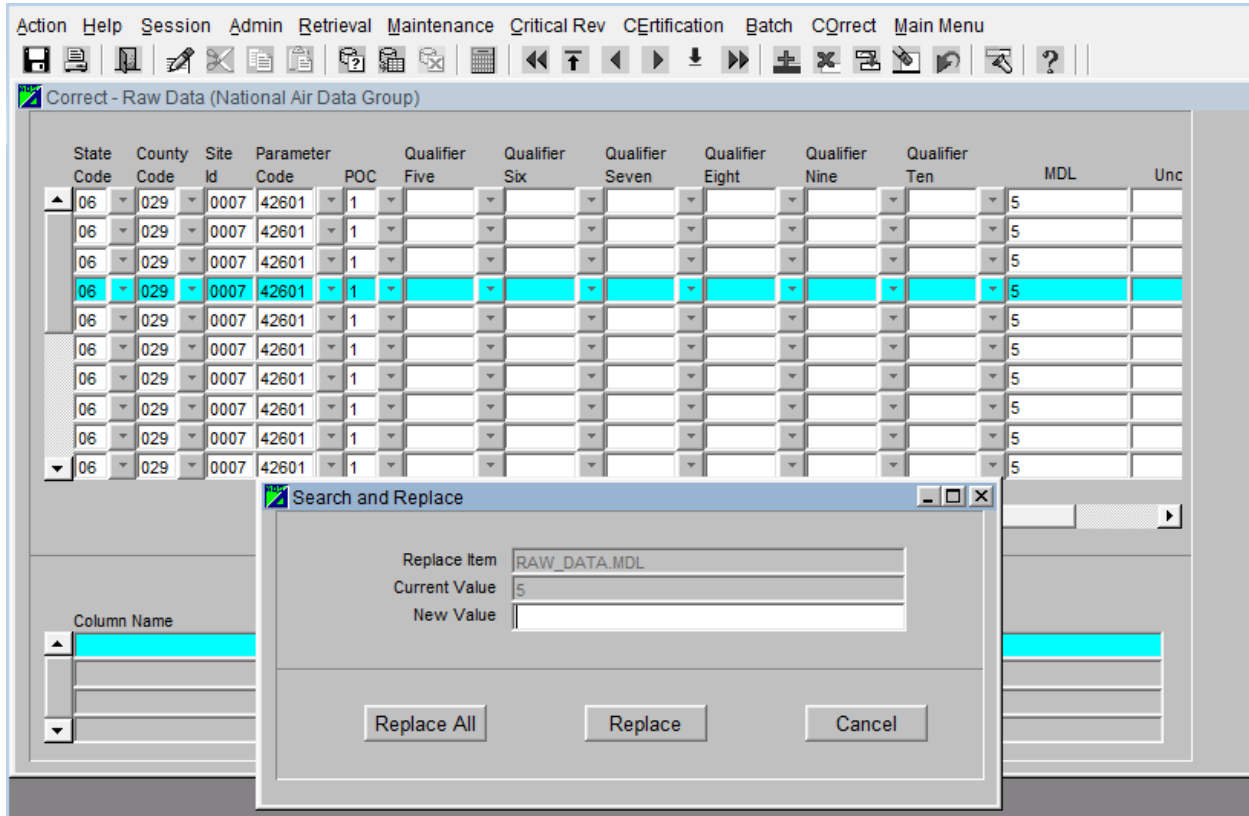 Action Help Session Admin Retrieval Maintenance Critical Rev CErtification Batch COrrect Main Menu
Correct - Raw Data (National Air Data Group)
State County Site Parameter Qualifier Qualifier Qualifier Qualifier Qualifier Qualifier
Code Code Id Code POC Five Six Seven Eight Nine Ten MDL Unc
06 029 0007 42601 1 5
06 029 0007 42601 1 5
06 029 0007 42601 1 5
06 029 0007 42601 1 5
06 029 0007 42601 1 5
06 029 0007 42601 1 5
06 029 0007 42601 1 5
06 029 0007 42601 1 5
06 029 0007 42601 1 5
06 029 0007 42601 1 5
Search and Replace
Replace Item RAW_DATA.MDL
Current Value 5
New Value
Column Name
Replace All Replace Cancel